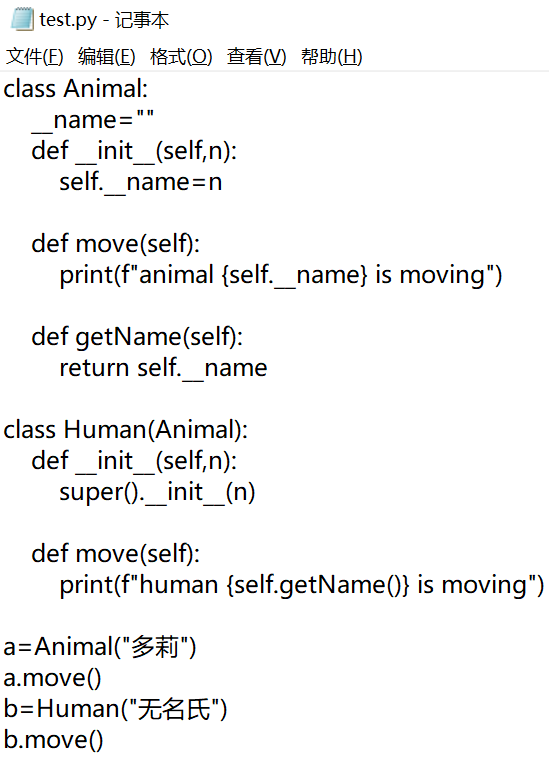 test.py - 记事本
文件(F) 编辑(E) 格式(O) 查看(V) 帮助(H)
class Animal:
    __name=""
    def __init__(self,n):
        self.__name=n

    def move(self):
        print(f"animal {self.__name} is moving")

    def getName(self):
        return self.__name

class Human(Animal):
    def __init__(self,n):
        super().__init__(n)

    def move(self):
        print(f"human {self.getName()} is moving")

a=Animal("多莉")
a.move()
b=Human("无名氏")
b.move()